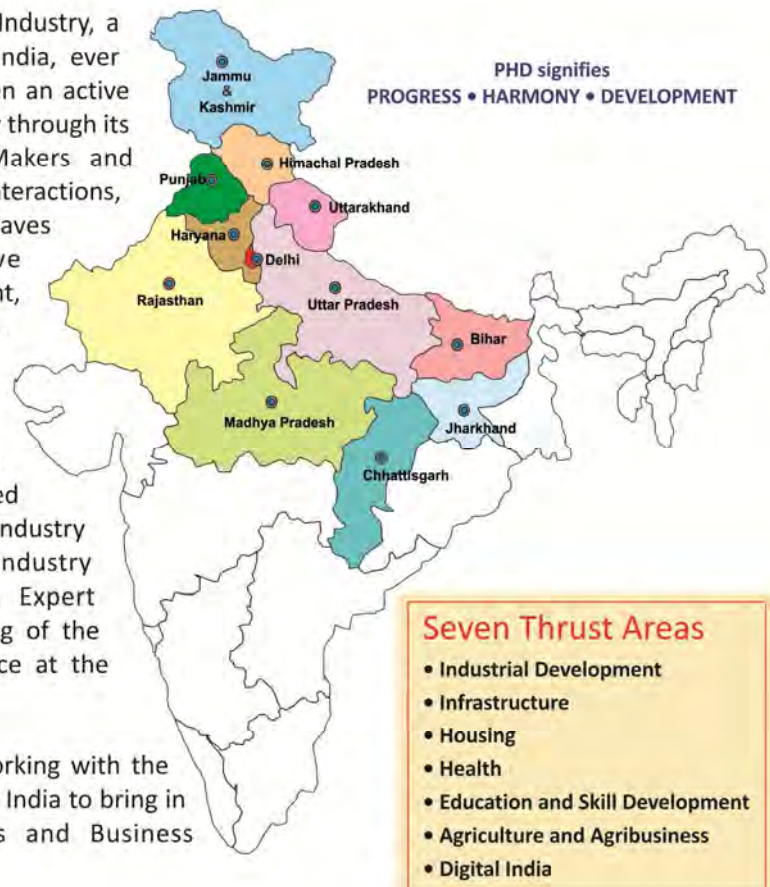 Industry, a
India, ever
en an active
y through its
Makers and
nteractions,
aves
ve
nt,
ed
ndustry
ndustry
Expert
g of the
ce at the
orking with the
India to bring in
s and Business
PHD signifies
PROGRESS • HARMONY • DEVELOPMENT
Jammu
&
Kashmir
Himachal Pradesh
Punjab
Uttarakhand
Haryana
Delhi
Rajasthan
Uttar Pradesh
Bihar
Madhya Pradesh
Jharkhand
Chhattisgarh
Seven Thrust Areas
• Industrial Development
• Infrastructure
• Housing
• Health
• Education and Skill Development
• Agriculture and Agribusiness
• Digital India